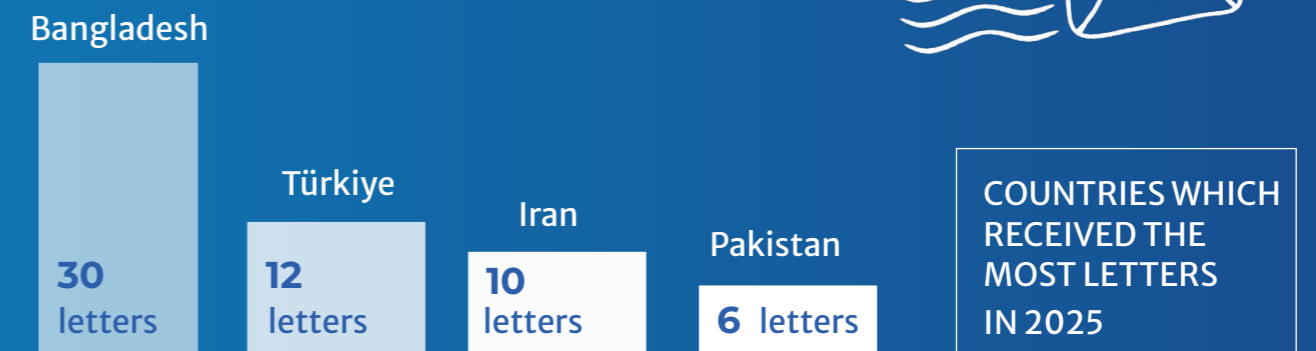 Bangladesh
30
letters
Türkiye
12
letters
Iran
10
letters
Pakistan
6 letters
COUNTRIES WHICH
RECEIVED THE
MOST LETTERS
IN 2025